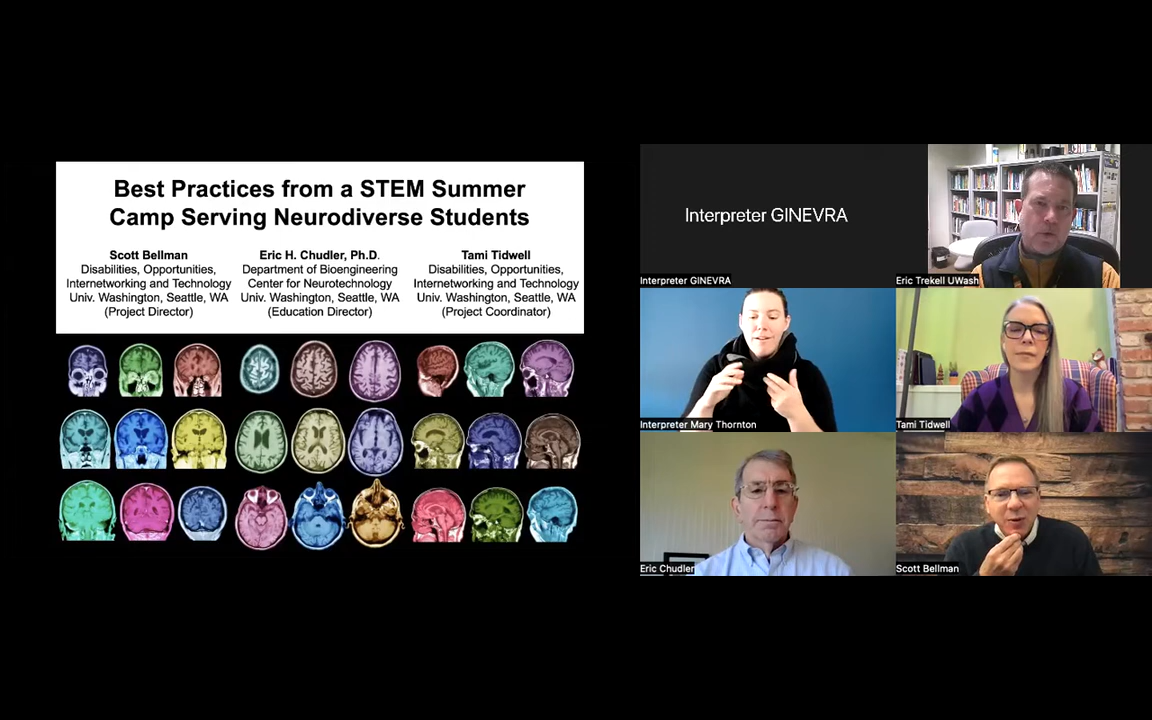 Best Practices from a STEM Summer
Camp Serving Neurodiverse Students
Scott Bellman
Disabilities, Opportunities,
Internetworking and Technology
Univ. Washington, Seattle, WA
(Project Director)
Eric H. Chudler, Ph.D.
Department of Bioengineering
Center for Neurotechnology
Univ. Washington, Seattle, WA
(Education Director)
Tami Tidwell
Disabilities, Opportunities,
Internetworking and Technology
Univ. Washington, Seattle, WA
(Project Coordinator)
Interpreter GINEVRA
Interpreter GINEVRA
Eric Trekell UWash
Interpreter Mary Thornton
Tami Tidwell
Eric Chudler
Scott Bellman